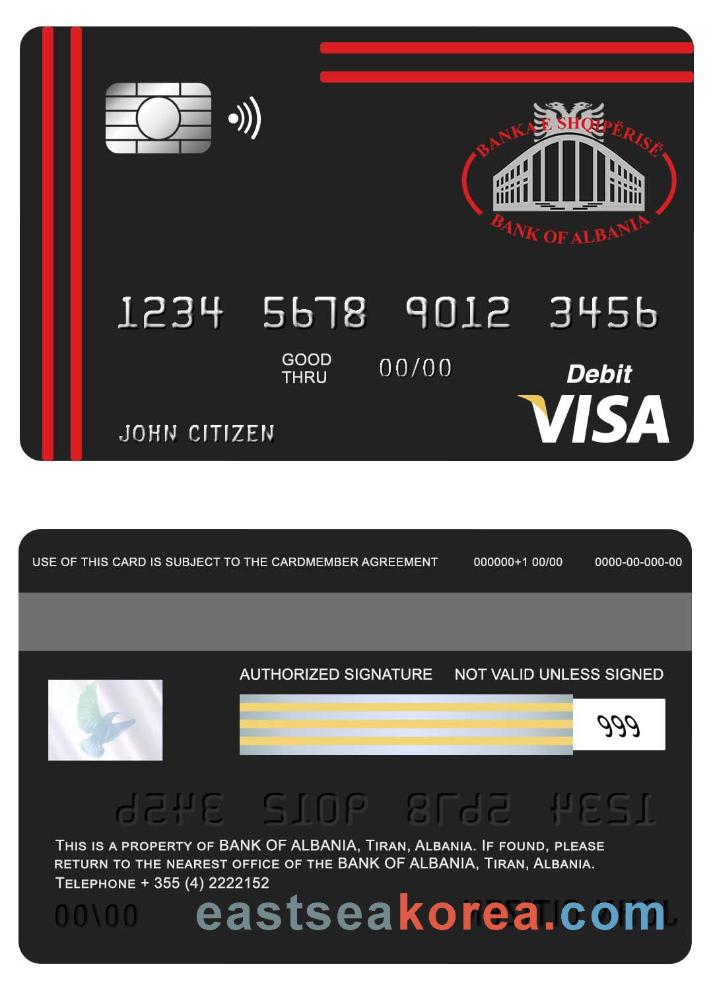 BANKA E SHQIPËRISË
BANK OF ALBANIA
1234 5678 9012 3456
GOOD THRU 00/00
Debit
VISA
JOHN CITIZEN
USE OF THIS CARD IS SUBJECT TO THE CARDMEMBER AGREEMENT 000000+1 00/00 0000-00-000-00
AUTHORIZED SIGNATURE NOT VALID UNLESS SIGNED
999
THIS IS A PROPERTY OF BANK OF ALBANIA, TIRAN, ALBANIA. IF FOUND, PLEASE
RETURN TO THE NEAREST OFFICE OF THE BANK OF ALBANIA, TIRAN, ALBANIA.
TELEPHONE + 355 (4) 2222152
00\00
eastseakorea.com